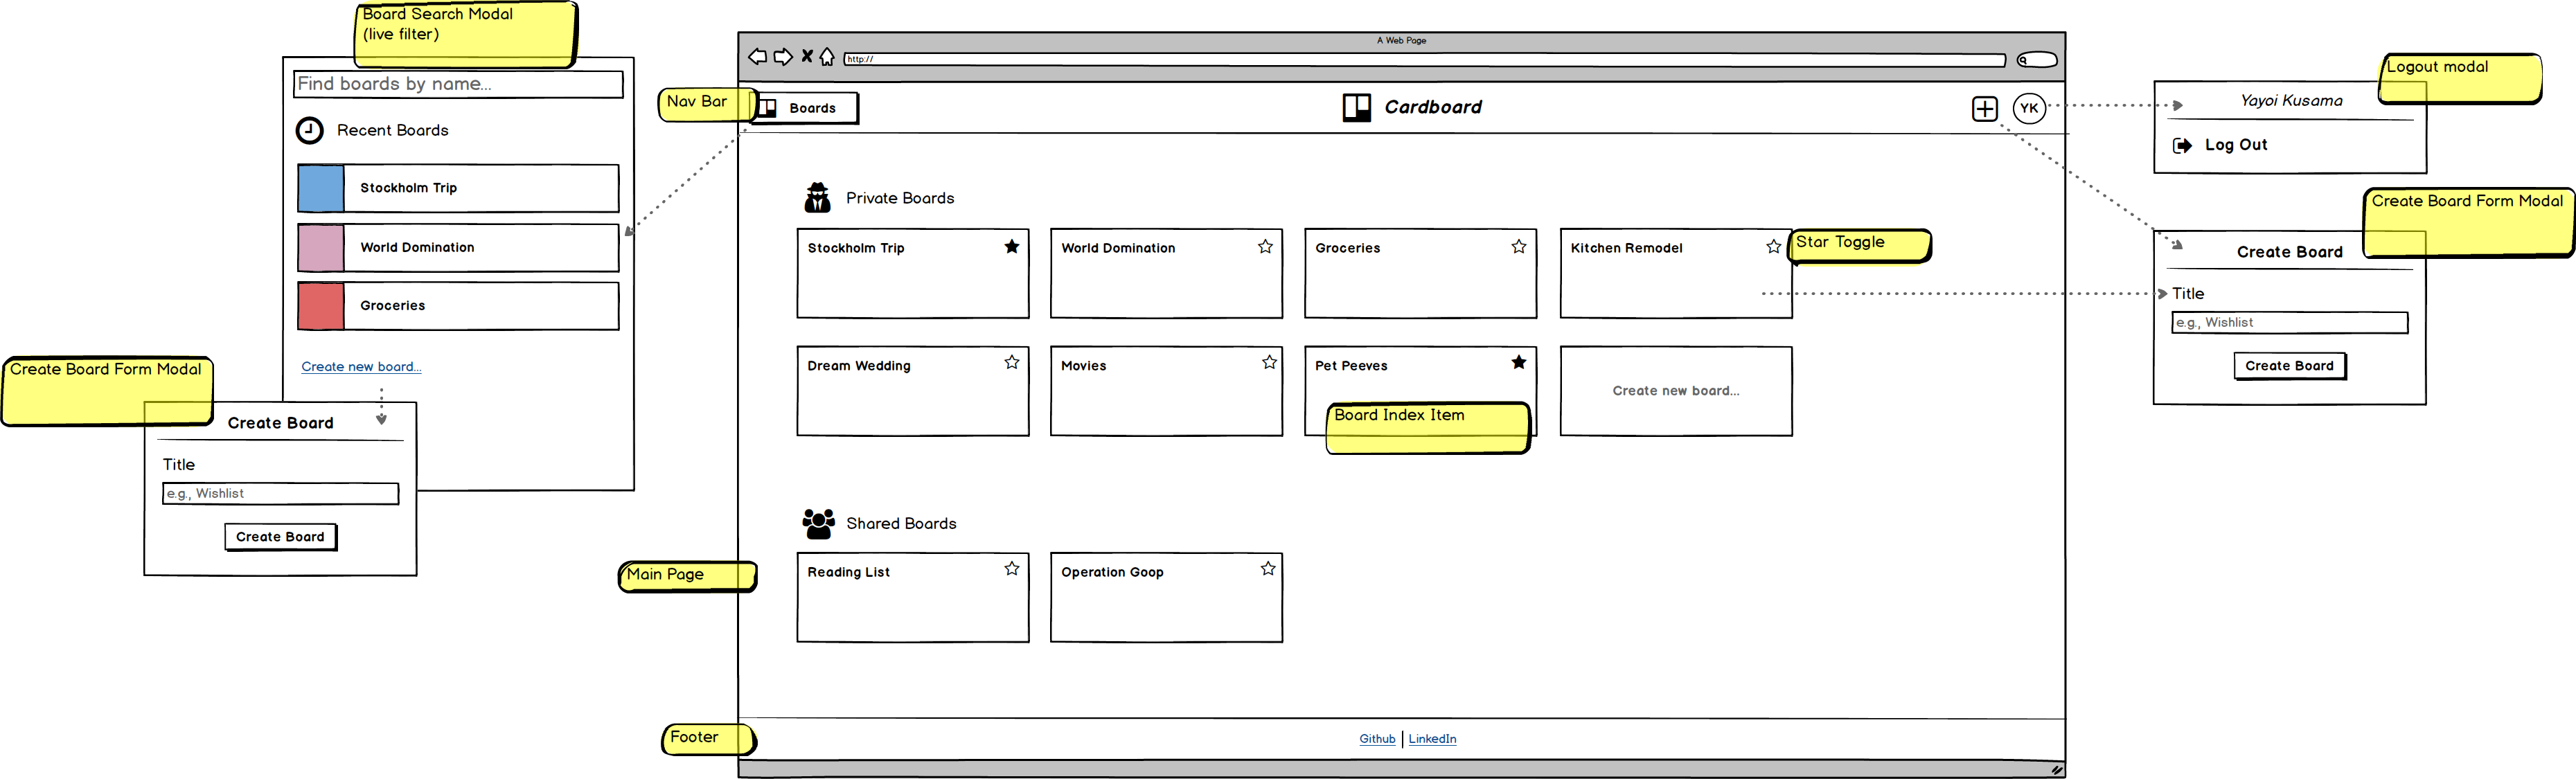 Board Search Modal
(live filter)
Find boards by name...
Recent Boards
Stockholm Trip
World Domination
Groceries
Create new board...
Create Board Form Modal
Create Board
Title
e.g., Wishlist
Create Board
A Web Page
http://
Nav Bar
Boards
Cardboard
YK
Private Boards
Stockholm Trip
World Domination
Groceries
Kitchen Remodel
Star Toggle
Dream Wedding
Movies
Pet Peeves
Create new board...
Board Index Item
Shared Boards
Main Page
Reading List
Operation Goop
Footer
Github | LinkedIn
Logout modal
Yayoi Kusama
Log Out
Create Board Form Modal
Create Board
Title
e.g., Wishlist
Create Board